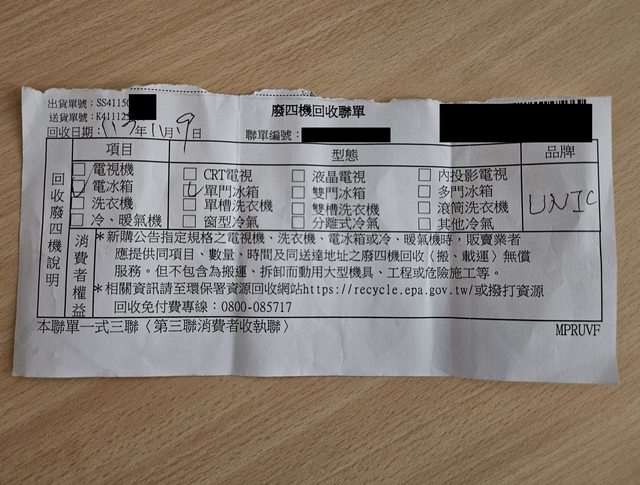 出貨單號：SS4115
廢四機回收聯單
送貨單號：K41112
回收日期：113年11月9日
聯單編號：
項目 型態 品牌
回收廢四機說明
電視機 CRT電視 液晶電視 內投影電視
電冰箱 單門冰箱 雙門冰箱 多門冰箱 UNIC
洗衣機 單槽洗衣機 雙槽洗衣機 滾筒洗衣機
冷、暖氣機 窗型冷氣 分離式冷氣 其他冷氣
消費者權益
*新購公告指定規格之電視機、洗衣機、電冰箱或冷、暖氣機時，販賣業者
應提供同項目、數量、時間及同送達地址之廢四機回收〈搬、載運〉無償
服務。但不包含為搬運、拆卸而動用大型機具、工程或危險施工等。
*相關資訊請至環保署資源回收網站https://recycle.epa.gov.tw/或撥打資源
回收免付費專線：0800-085717
本聯單一式三聯〈第三聯消費者收執聯〉
MPRUVF